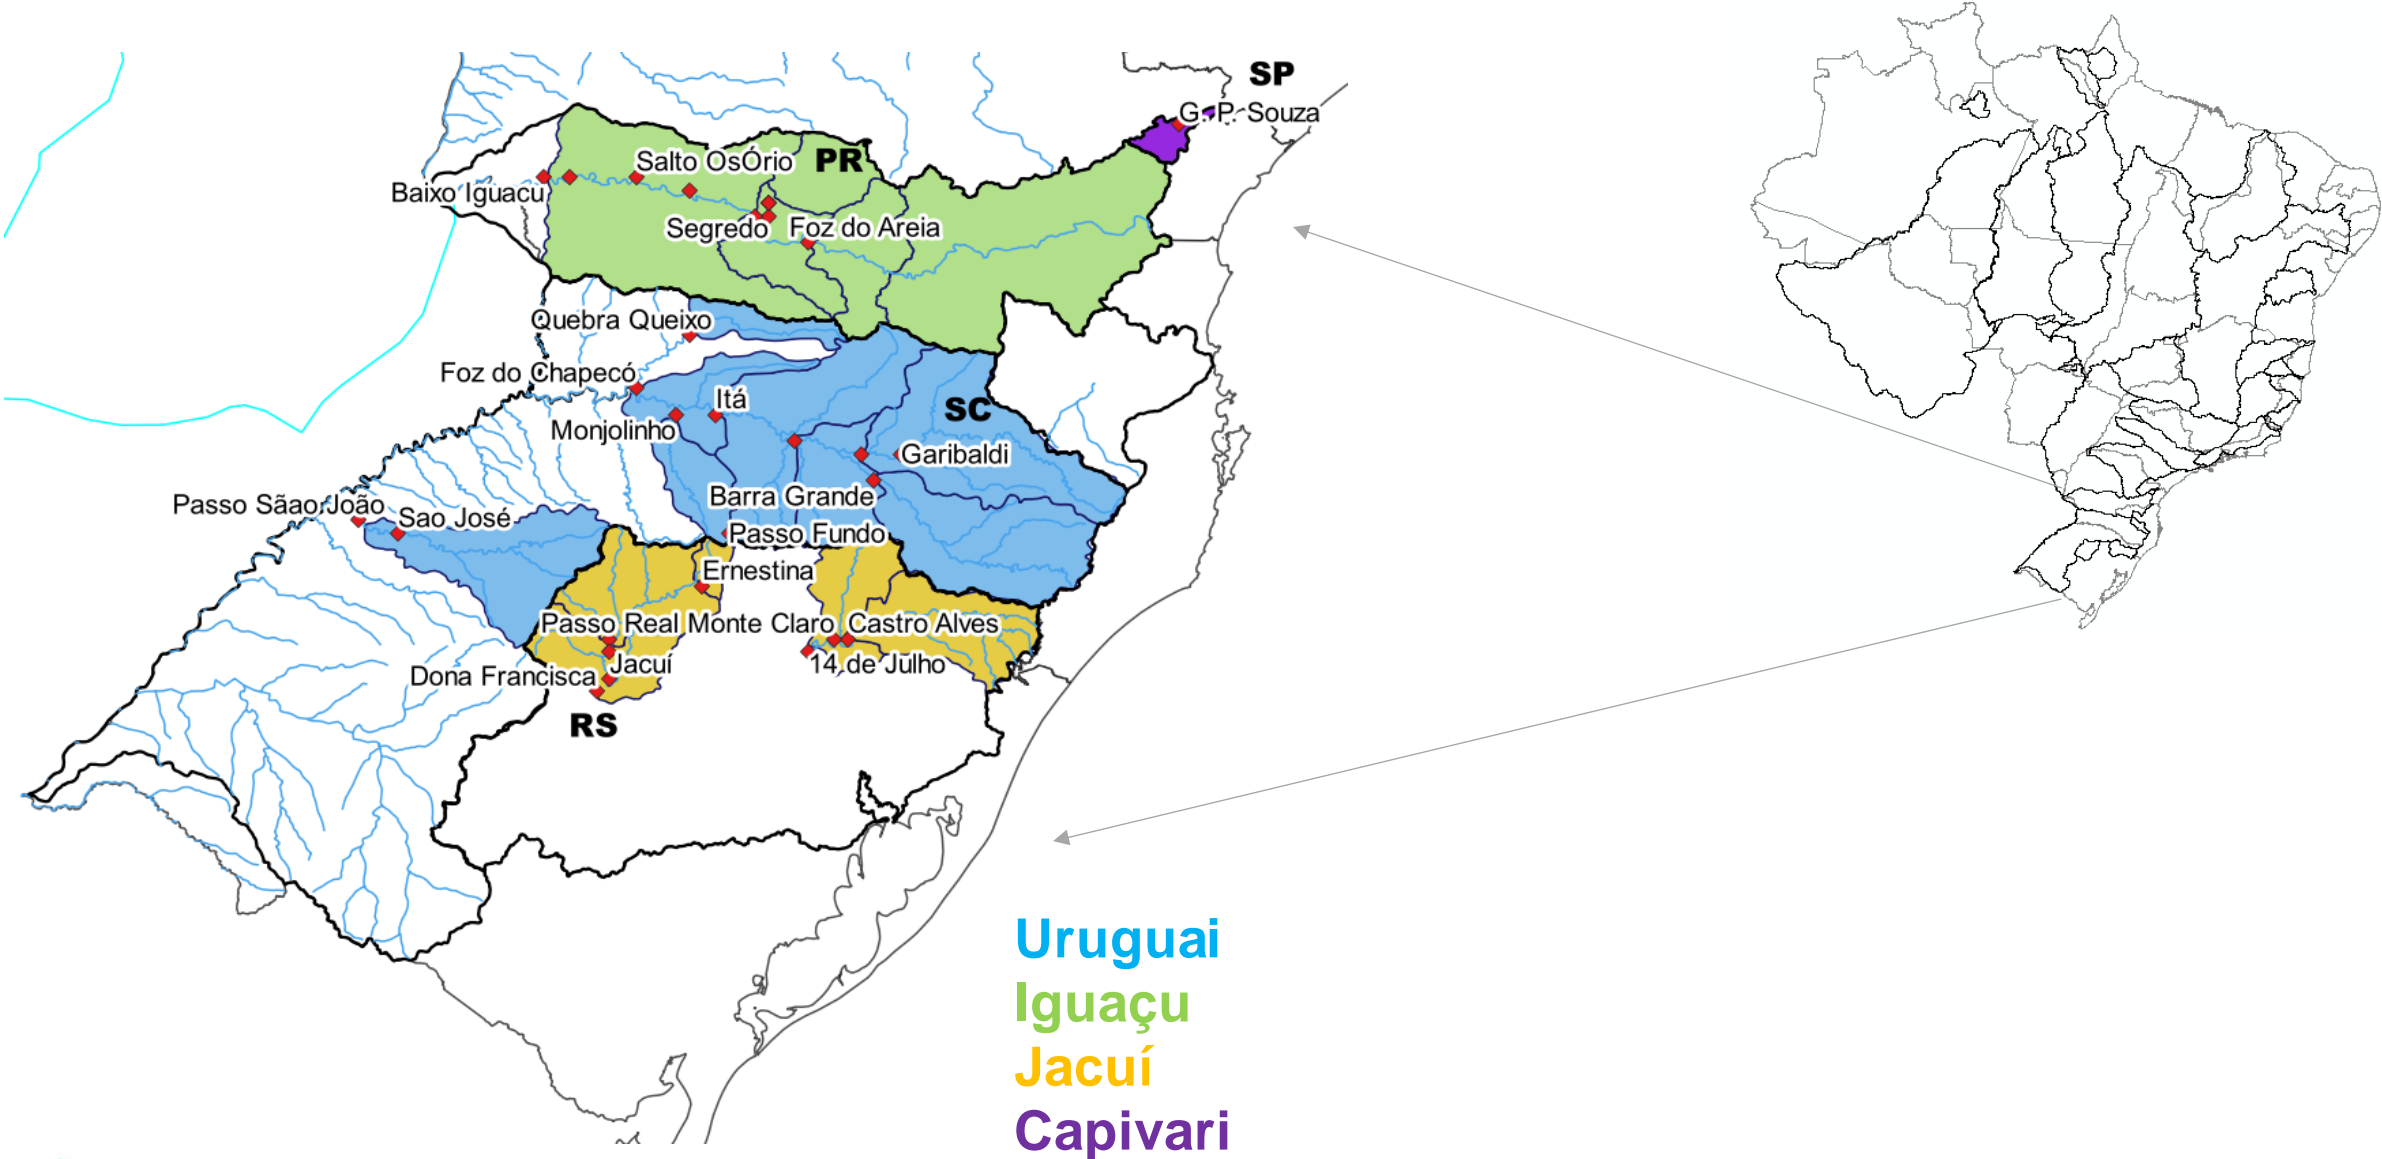 SP
G. P. Souza
Salto OsÓrio
PR
Baixo Iguacu
Segredo
Foz do Areia
Quebra Queixo
Foz do Chapecó
Itá
SC
Monjolinho
Garibaldi
Barra Grande
Passo Sãao João
Sao José
Passo Fundo
Ernestina
Passo Real
Monte Claro
Castro Alves
Jacuí
14 de Julho
Dona Francisca
RS
Uruguai
Iguaçu
Jacuí
Capivari